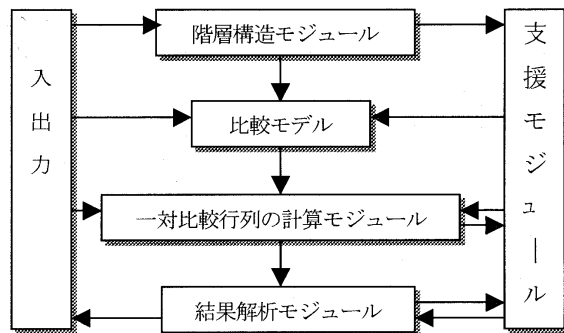 階層構造モジュール
入出力
支援モジュール
比較モデル
一対比較行列の計算モジュール
結果解析モジュール